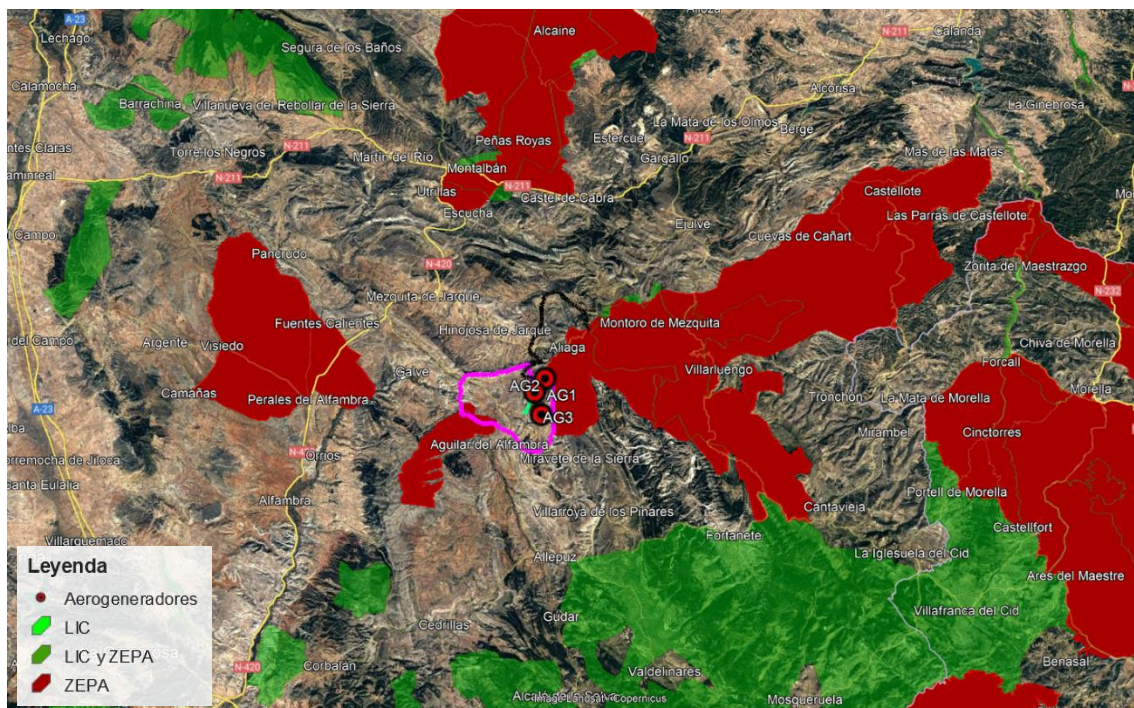 A-23
Lechago
Alcaine
N-211
Calanda
Segura de los Baños
Calamocha
Alcorisa
Barrachina
Villanueva del Rebollar de la Sierra
La Ginebrosa
La Mata de los Olmos
Berge
Peñas Royas
Estercuel
N-211
N-211
Torre los Negros
Martín del Río
Gargallo
Mas de las Matas
Montalbán
N-211
N-211
Utrillas
Castel de Cabra
Castellote
Escucha
Las Parras de Castellote
Ejulve
Cuevas de Cañart
Pancrudo
N-420
Zorita del Maestrazgo
N-232
Mezquita de Jarque
Fuentes Calientes
Hinojosa de Jarque
Montoro de Mezquita
Argente
Visiedo
Aliaga
Chiva de Morella
Forcall
Galve
Villarluengo
Camañas
AG2
AG1
Tronchón
La Mata de Morella
Morella
Perales del Alfambra
A-23
AG3
Mirambel
Cinctorres
Aguilar del Alfambra
Orrios
Miravete de la Sierra
Santa Eulalia
Portell de Morella
Alfambra
Villarroya de los Pinares
Cantavieja
Castellfort
Fortanete
Villarquemado
Allepuz
La Iglesuela del Cid
Leyenda
Ares del Maestre
Aerogeneradores
LIC
Gúdar
Villafranca del Cid
Cedrillas
LIC y ZEPA
N-420
Corbalán
Benasal
ZEPA
Valdelinares
Mosqueruela
Image Landsat / Copernicus